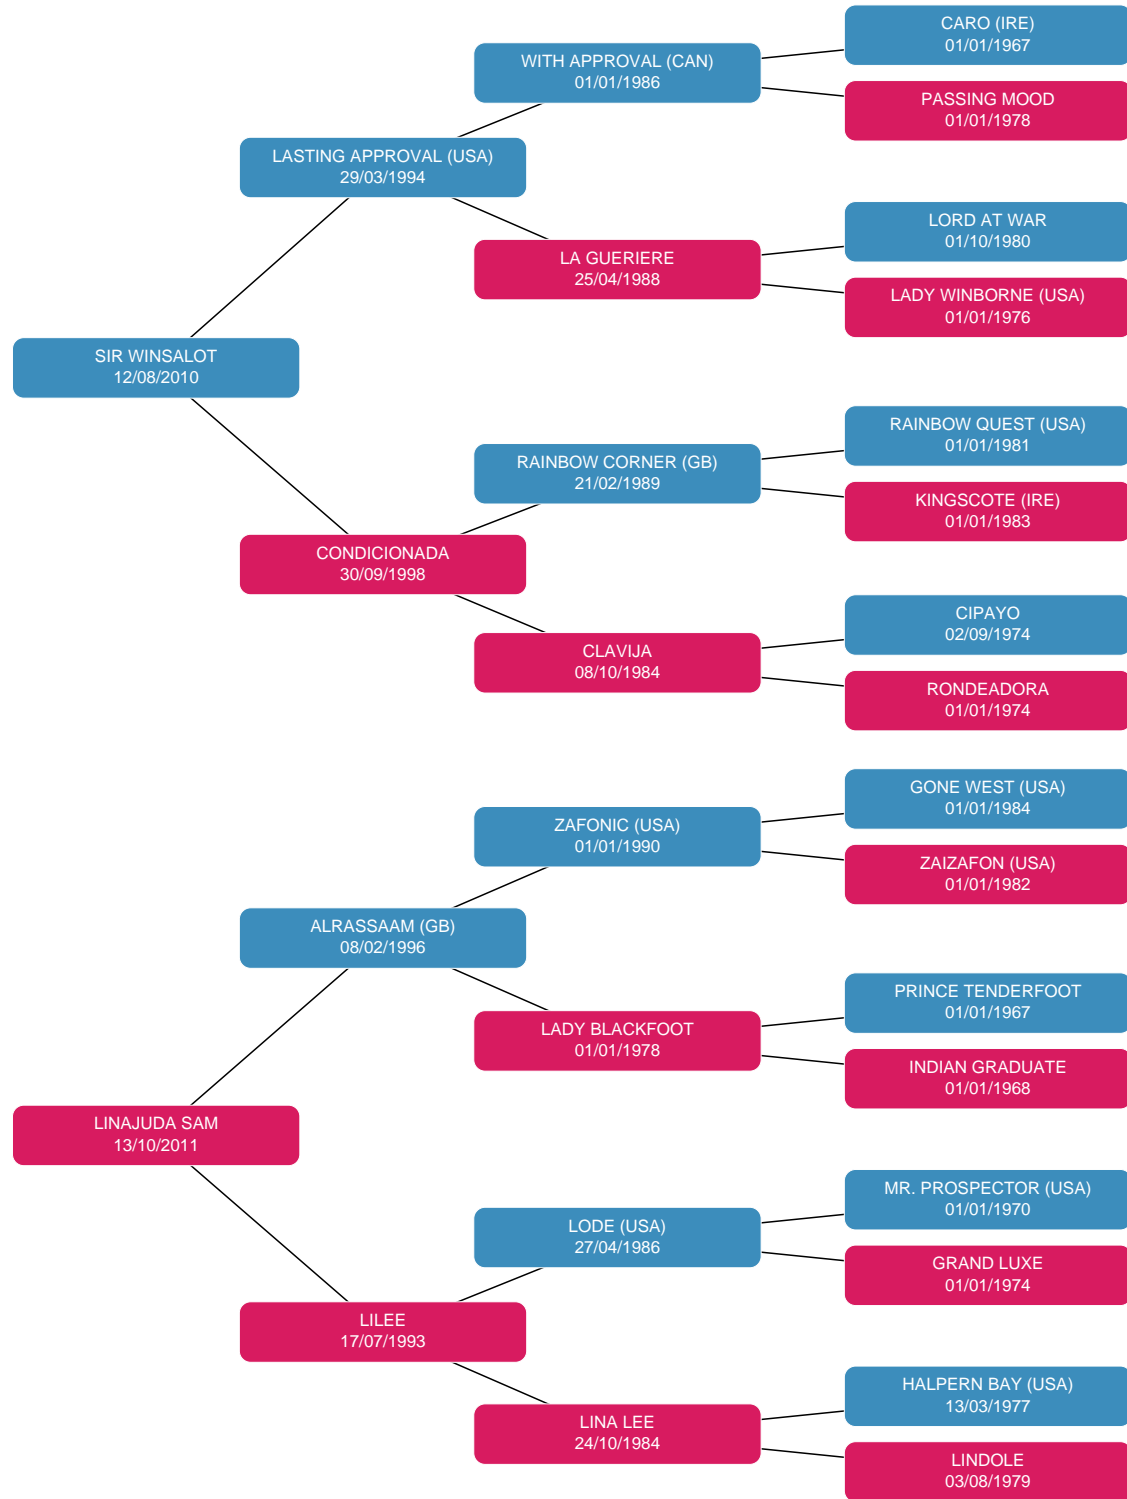 CARO (IRE)
01/01/1967
WITH APPROVAL (CAN)
01/01/1986
PASSING MOOD
01/01/1978
LASTING APPROVAL (USA)
29/03/1994
LORD AT WAR
01/10/1980
LA GUERIERE
25/04/1988
LADY WINBORNE (USA)
01/01/1976
SIR WINSALOT
12/08/2010
RAINBOW QUEST (USA)
01/01/1981
RAINBOW CORNER (GB)
21/02/1989
KINGSCOTE (IRE)
01/01/1983
CONDICIONADA
30/09/1998
CIPAYO
02/09/1974
CLAVIJA
08/10/1984
RONDEADORA
01/01/1974
GONE WEST (USA)
01/01/1984
ZAFONIC (USA)
01/01/1990
ZAIZAFON (USA)
01/01/1982
ALRASSAAM (GB)
08/02/1996
PRINCE TENDERFOOT
01/01/1967
LADY BLACKFOOT
01/01/1978
INDIAN GRADUATE
01/01/1968
LINAJUDA SAM
13/10/2011
MR. PROSPECTOR (USA)
01/01/1970
LODE (USA)
27/04/1986
GRAND LUXE
01/01/1974
LILEE
17/07/1993
HALPERN BAY (USA)
13/03/1977
LINA LEE
24/10/1984
LINDOLE
03/08/1979